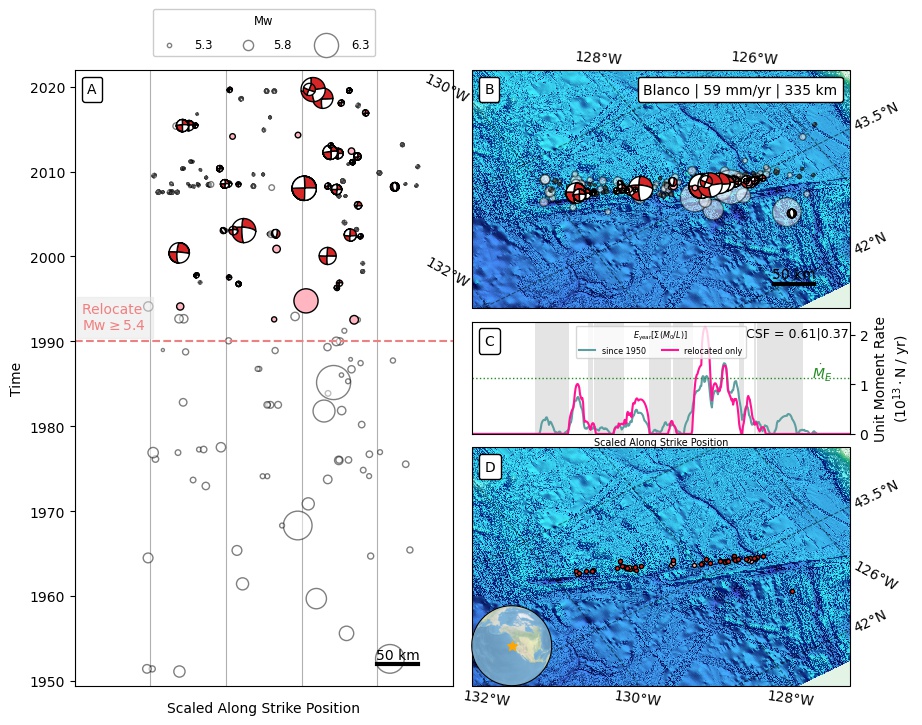 Mw
5.3 5.8 6.3
A
2020
2010
2000
1990
1980
1970
1960
1950
Time
Relocate
Mw ≥ 5.4
50 km
Scaled Along Strike Position
128°W 126°W
130°W
132°W
B
Blanco | 59 mm/yr | 335 km
43.5°N
42°N
50 km
C
E_year[Σ(M₀/L)]
since 1950 relocated only
CSF = 0.61|0.37
Ṁ_E
2
1
0
Unit Moment Rate
(10¹³ · N / yr)
Scaled Along Strike Position
D
43.5°N
126°W
42°N
132°W 130°W 128°W